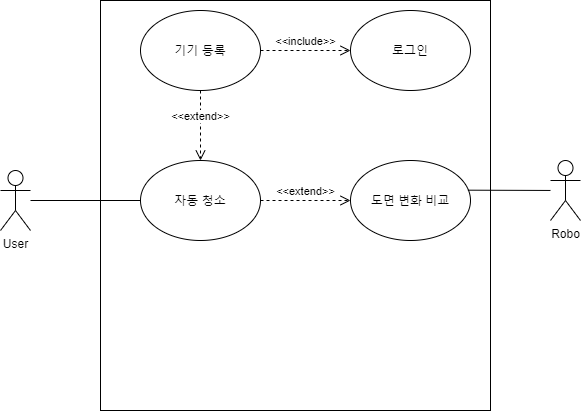 기기 등록
<<include>>
로그인
<<extend>>
자동 청소
<<extend>>
도면 변화 비교
User
Robo